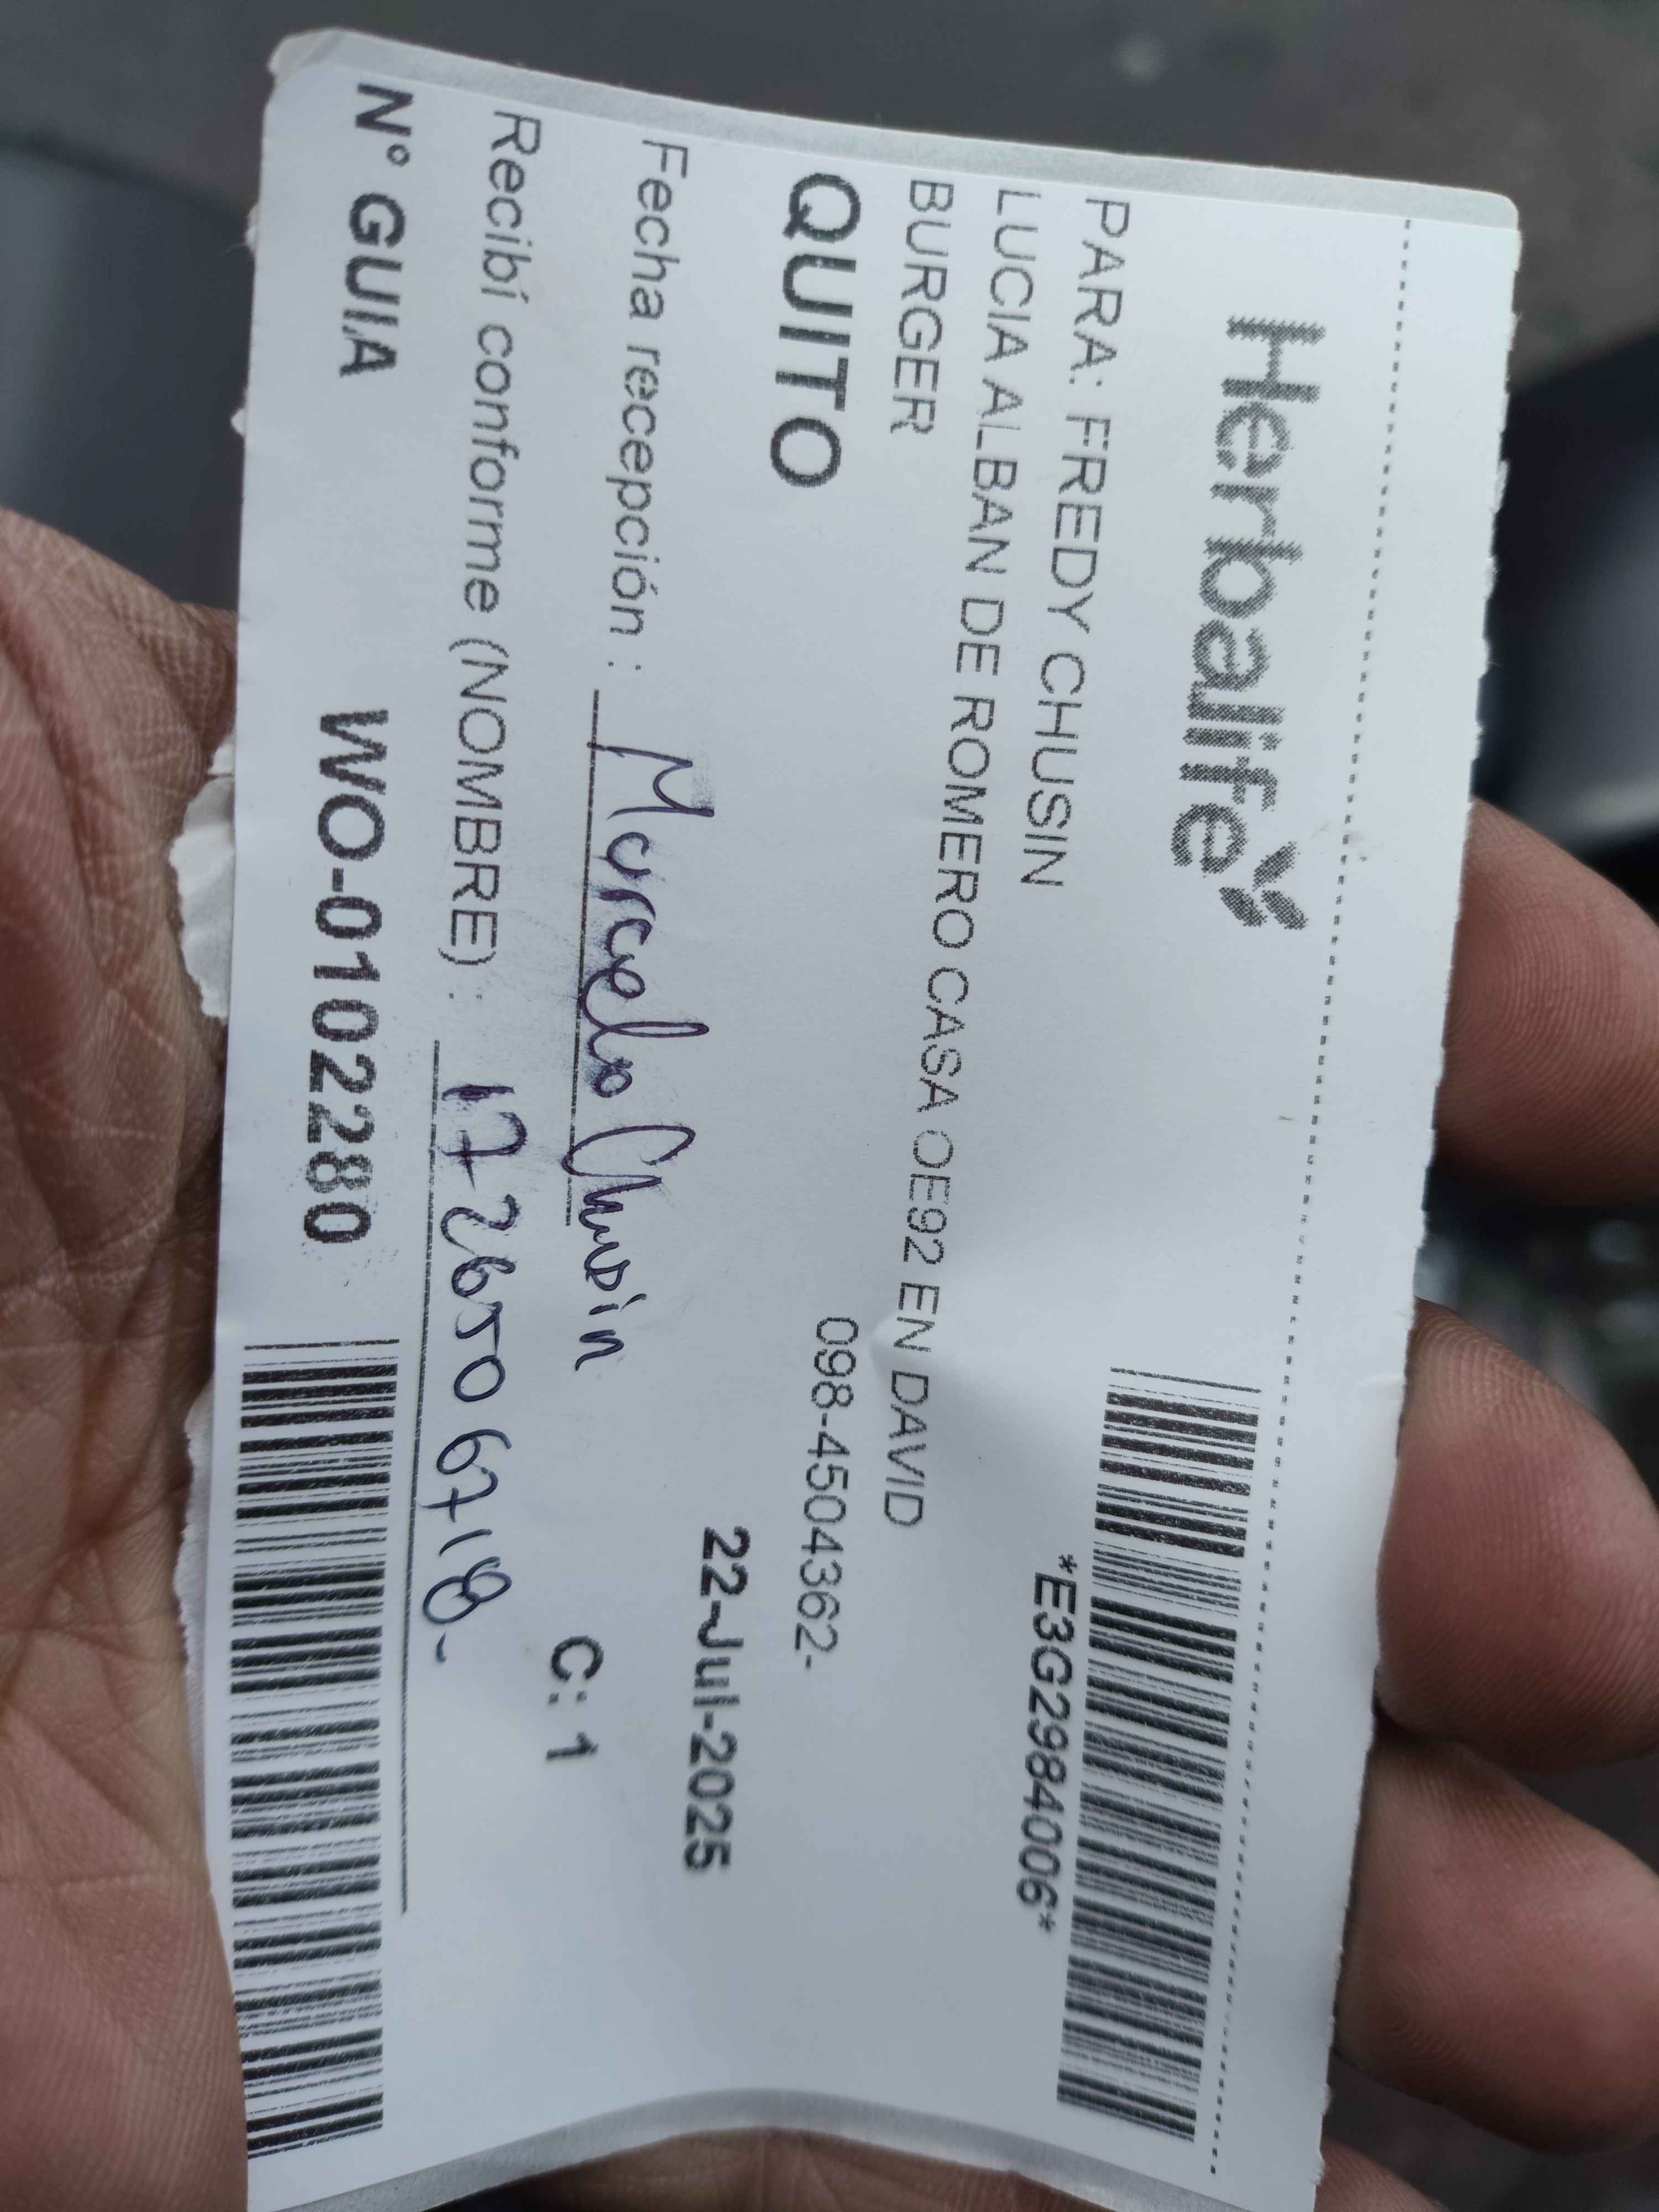 Herbalife
*E3G2984006*
PARA: FREDY CHUSIN
LUCIA ALBAN DE ROMERO CASA OE92 EN DAVID
BURGER
098-4504362-
QUITO
22-Jul-2025
Fecha recepción : Marcelo Chusin
C: 1
Recibí conforme (NOMBRE) : 1726506718-
N° GUIA WO-0102280